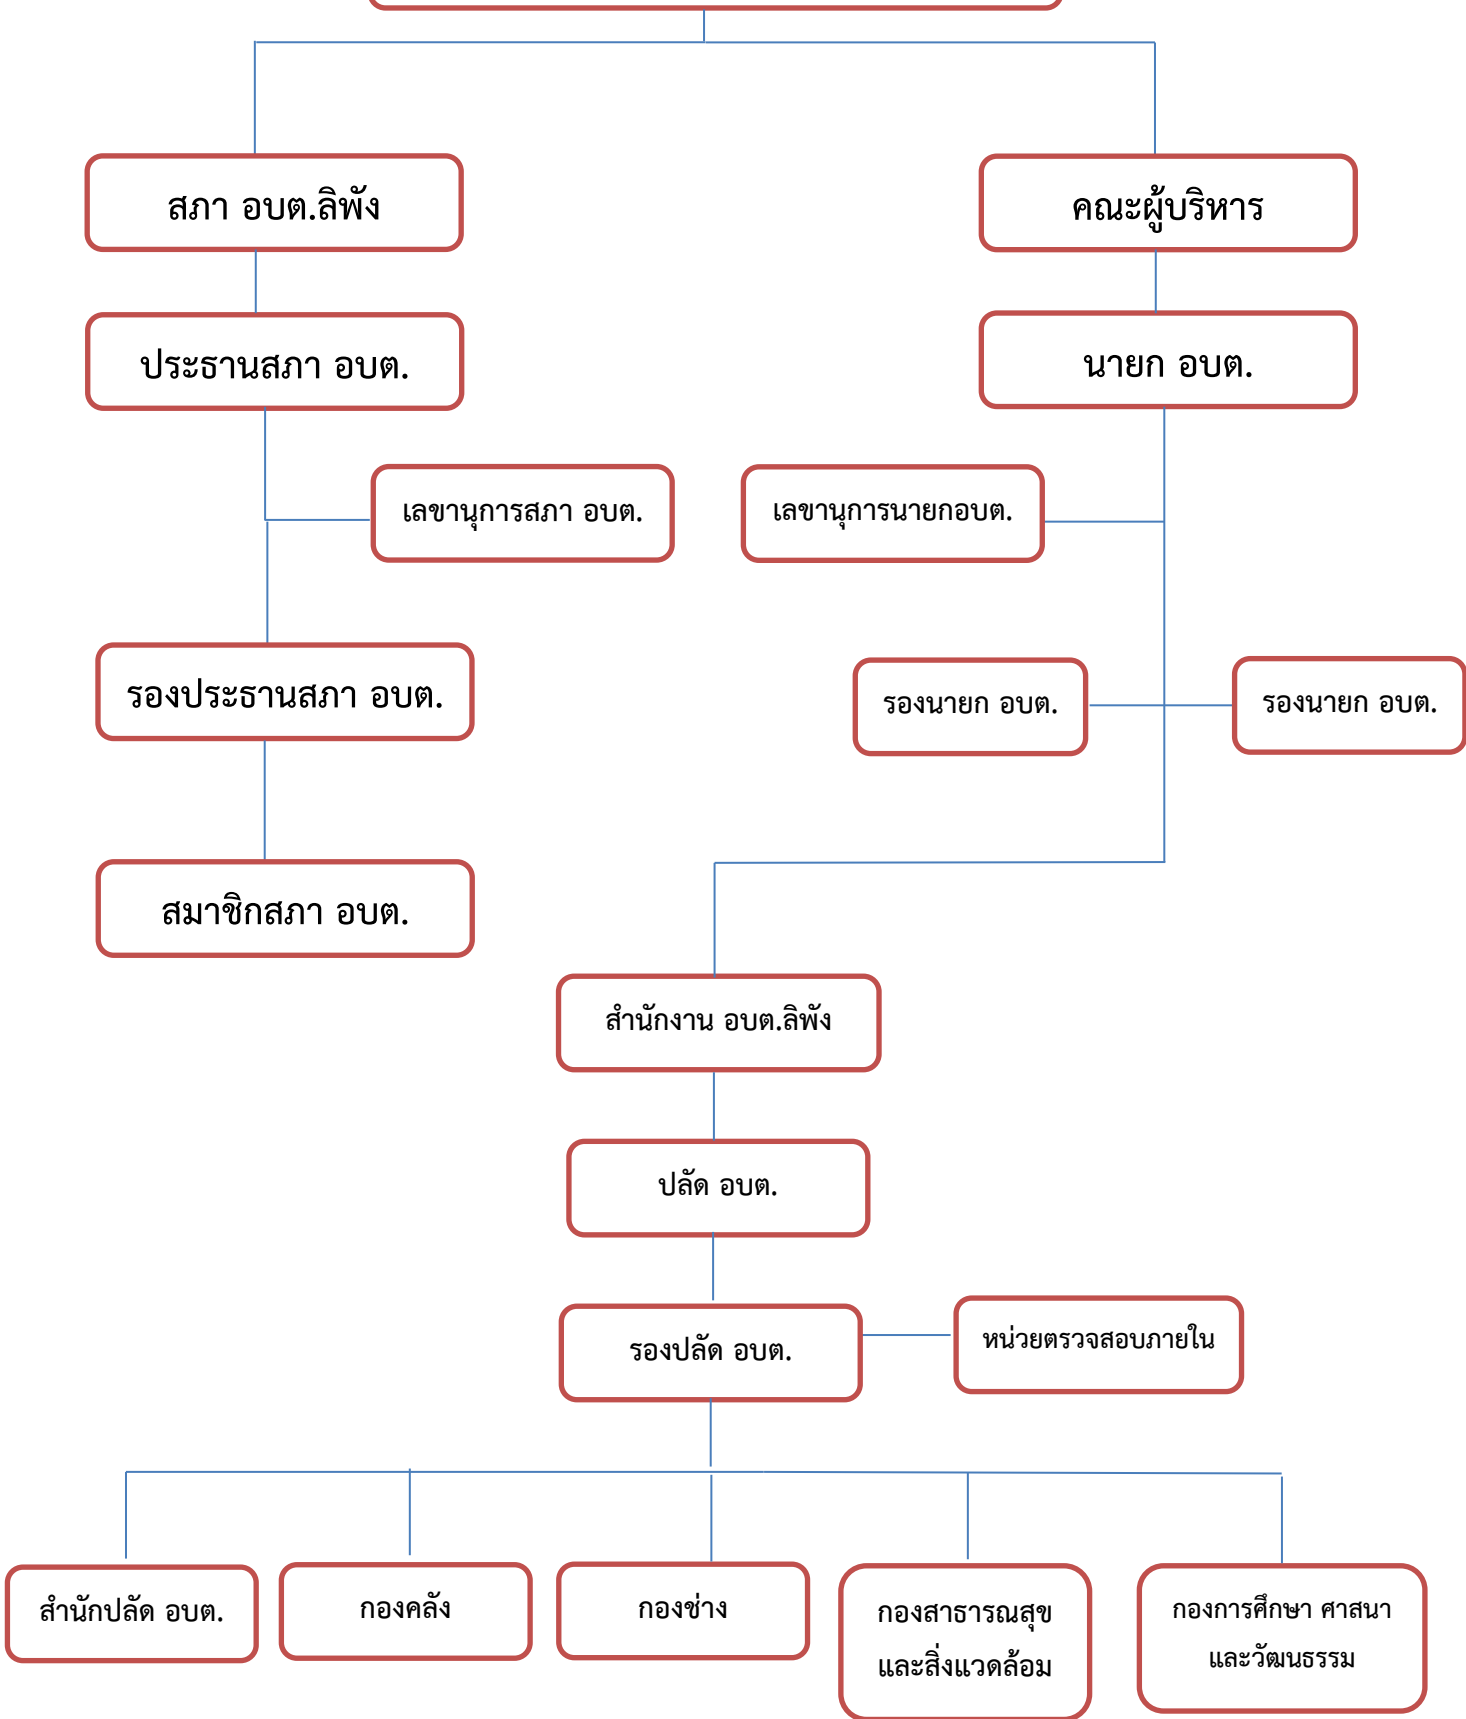 สภา อบต.ลิพัง
คณะผู้บริหาร
ประธานสภา อบต.
นายก อบต.
เลขานุการสภา อบต.
เลขานุการนายกอบต.
รองประธานสภา อบต.
รองนายก อบต.
รองนายก อบต.
สมาชิกสภา อบต.
สำนักงาน อบต.ลิพัง
ปลัด อบต.
รองปลัด อบต.
หน่วยตรวจสอบภายใน
สำนักปลัด อบต.
กองคลัง
กองช่าง
กองสาธารณสุข
และสิ่งแวดล้อม
กองการศึกษา ศาสนา
และวัฒนธรรม